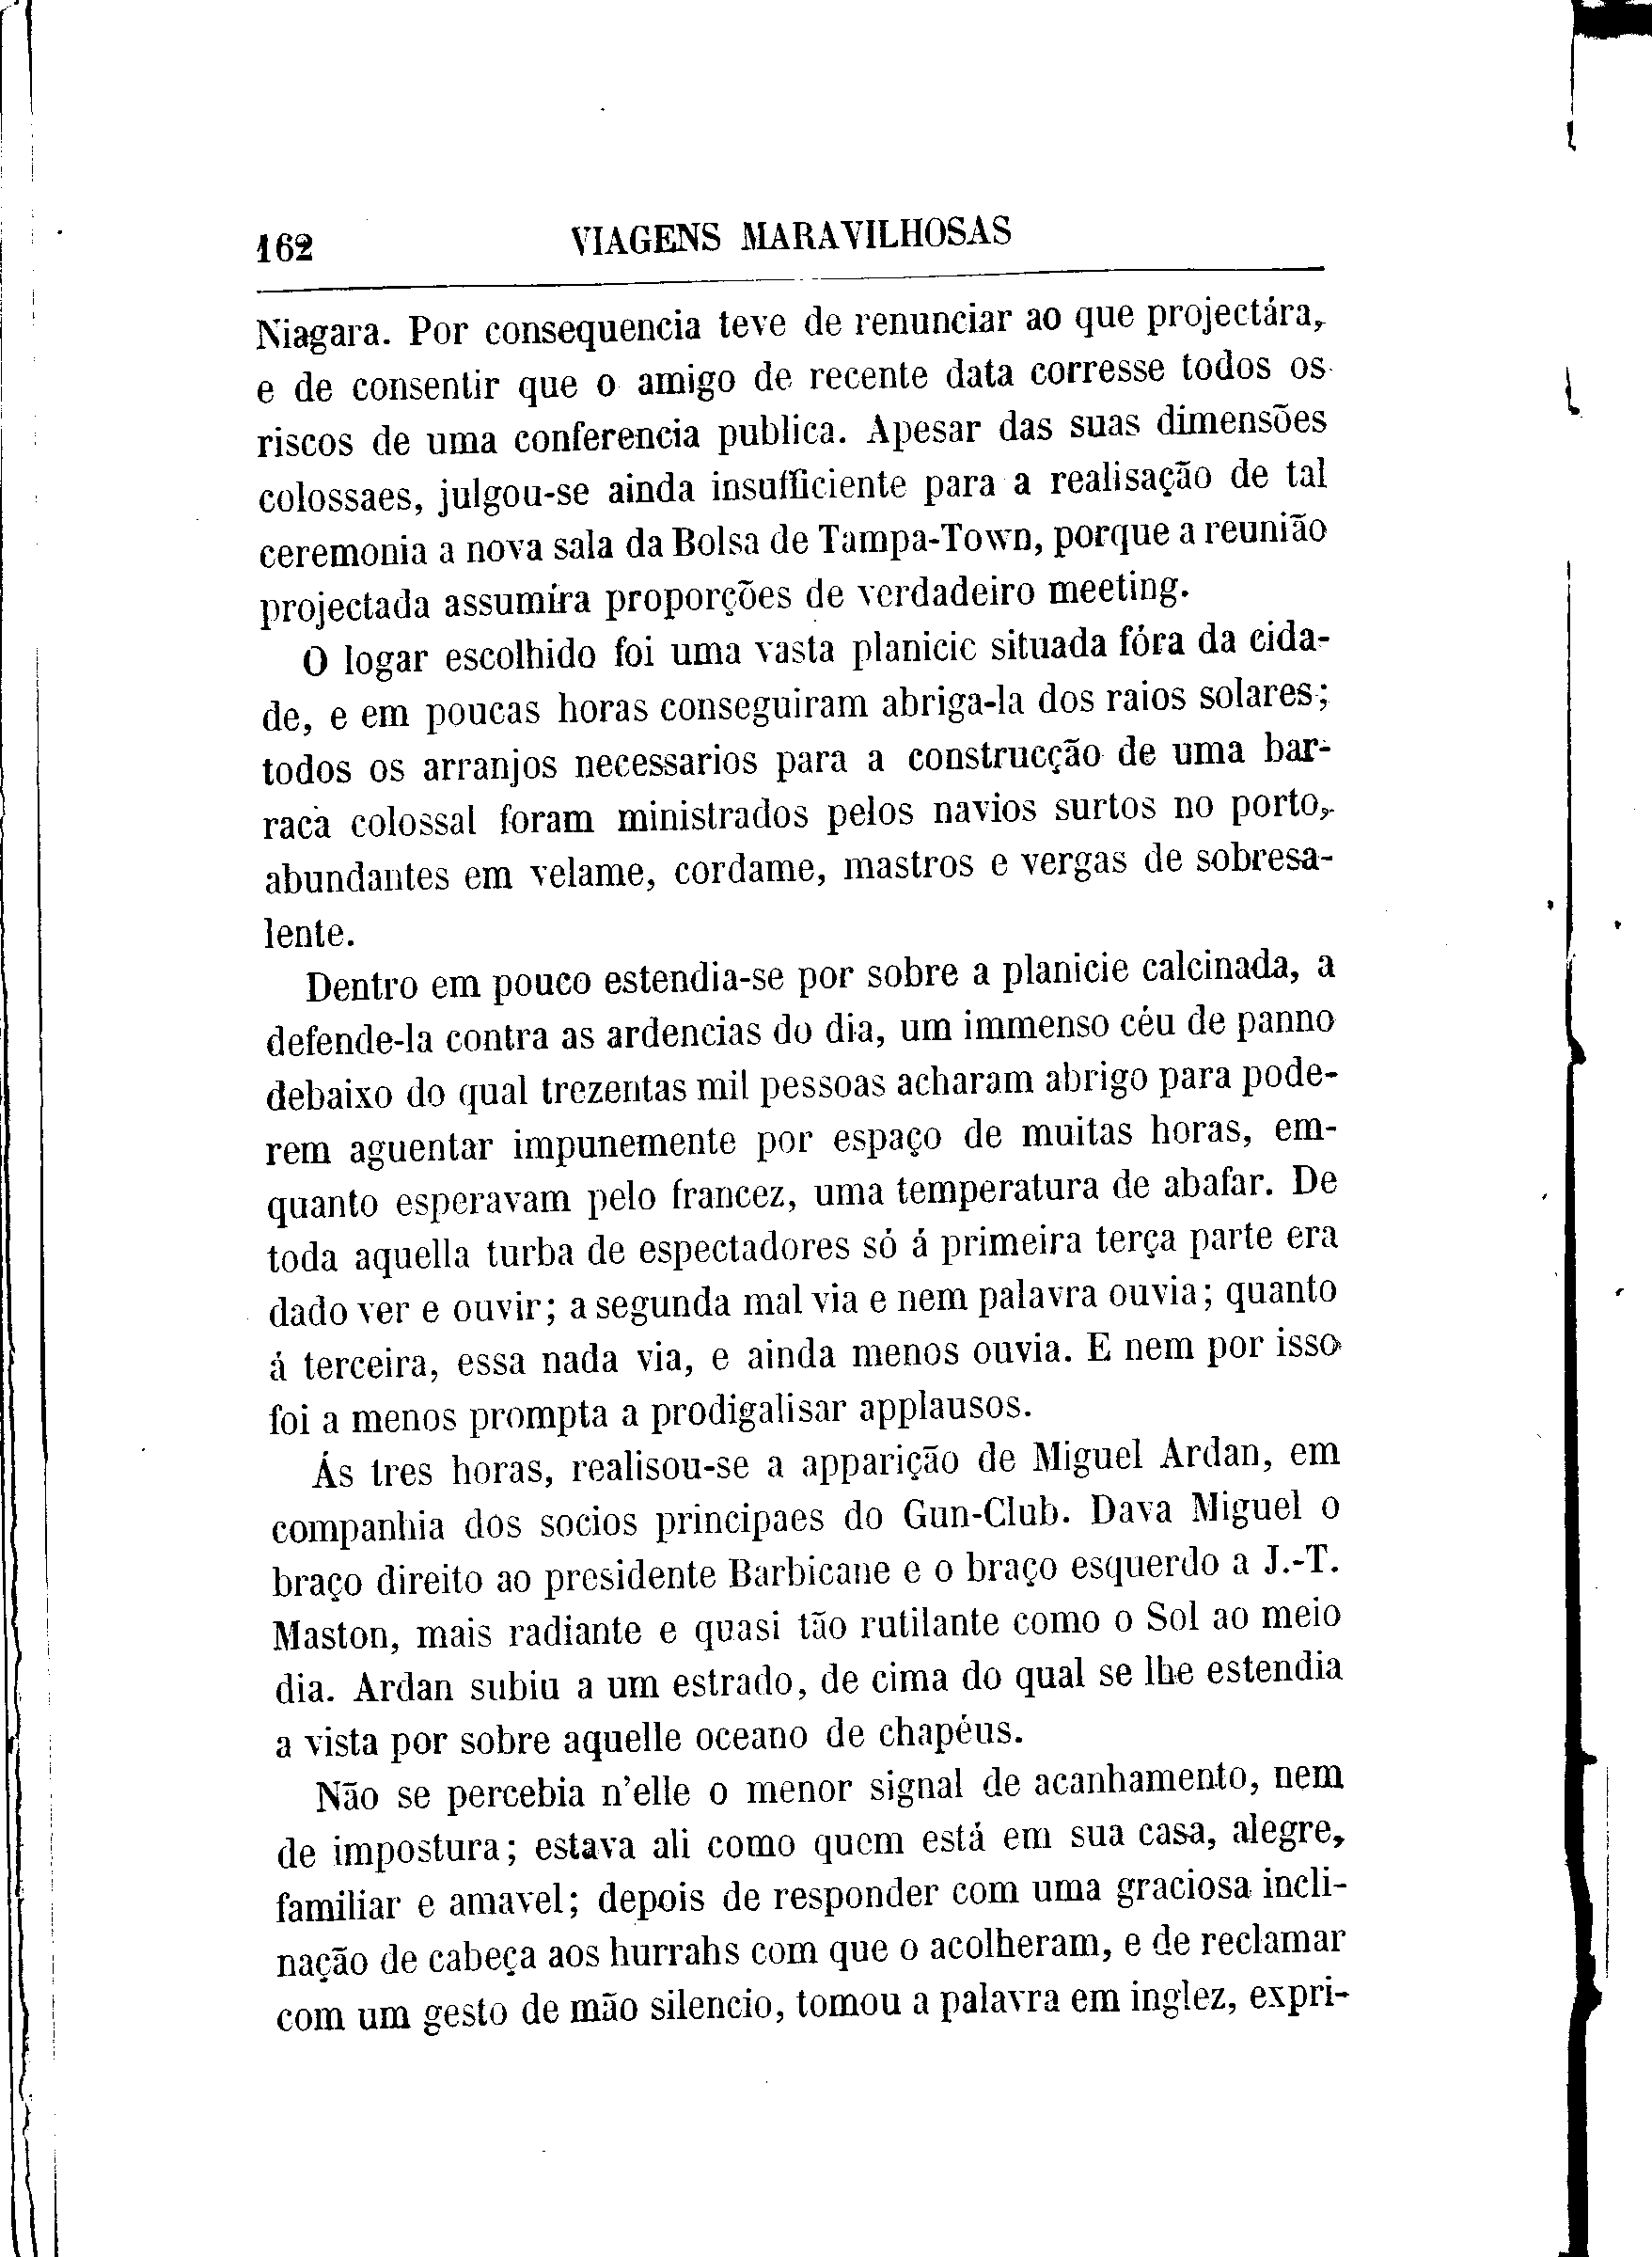 162
VIAGENS MARAVILHOSAS
Niagara. Por consequencia teve de renunciar ao que projectára,
e de consentir que o amigo de recente data corresse todos os
riscos de uma conferencia publica. Apesar das suas dimensões
colossaes, julgou-se ainda insufficiente para a realisação de tal
ceremonia a nova sala da Bolsa de Tampa-Town, porque a reunião
projectada assumíra proporções de verdadeiro meeting.
O logar escolhido foi uma vasta planicie situada fóra da cida-
de, e em poucas horas conseguiram abriga-la dos raios solares;
todos os arranjos necessarios para a construcção de uma bar-
raca colossal foram ministrados pelos navios surtos no porto,
abundantes em velame, cordame, mastros e vergas de sobresa-
lente.
Dentro em pouco estendia-se por sobre a planicie calcinada, a
defende-la contra as ardencias do dia, um immenso céu de panno
debaixo do qual trezentas mil pessoas acharam abrigo para pode-
rem aguentar impunemente por espaço de muitas horas, em-
quanto esperavam pelo francez, uma temperatura de abafar. De
toda aquella turba de espectadores só á primeira terça parte era
dado ver e ouvir; a segunda mal via e nem palavra ouvia; quanto
á terceira, essa nada via, e ainda menos ouvia. E nem por isso
foi a menos prompta a prodigalisar applausos.
Ás tres horas, realisou-se a apparição de Miguel Ardan, em
companhia dos socios principaes do Gun-Club. Dava Miguel o
braço direito ao presidente Barbicane e o braço esquerdo a J.-T.
Maston, mais radiante e quasi tão rutilante como o Sol ao meio
dia. Ardan subiu a um estrado, de cima do qual se lhe estendia
a vista por sobre aquelle oceano de chapéus.
Não se percebia n'elle o menor signal de acanhamento, nem
de impostura; estava ali como quem está em sua casa, alegre,
familiar e amavel; depois de responder com uma graciosa incli-
nação de cabeça aos hurrahs com que o acolheram, e de reclamar
com um gesto de mão silencio, tomou a palavra em inglez, expri-